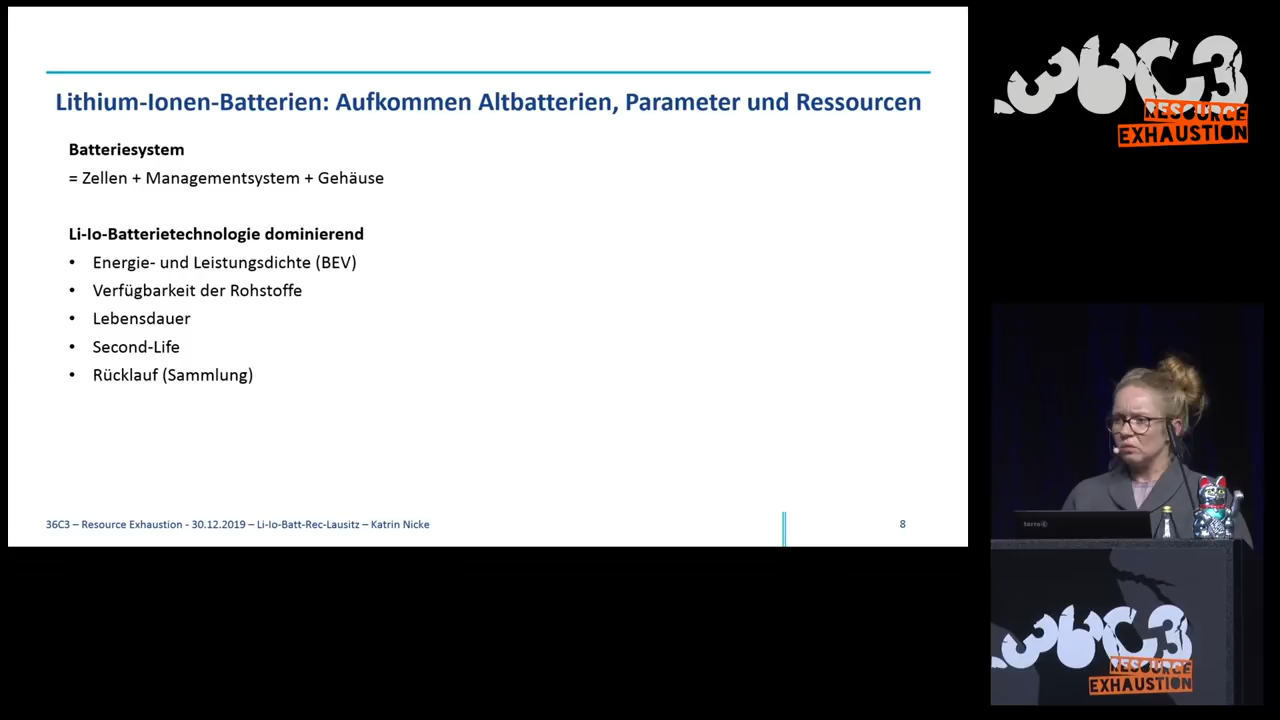 Lithium-Ionen-Batterien: Aufkommen Altbatterien, Parameter und Ressourcen
Batteriesystem
= Zellen + Managementsystem + Gehäuse
Li-Io-Batterietechnologie dominierend
• Energie- und Leistungsdichte (BEV)
• Verfügbarkeit der Rohstoffe
• Lebensdauer
• Second-Life
• Rücklauf (Sammlung)
36C3 – Resource Exhaustion - 30.12.2019 – Li-Io-Batt-Rec-Lausitz – Katrin Nicke
8
36C3
RESOURCE
EXHAUSTION
terra
36C3
RESOURCE
EXHAUSTION